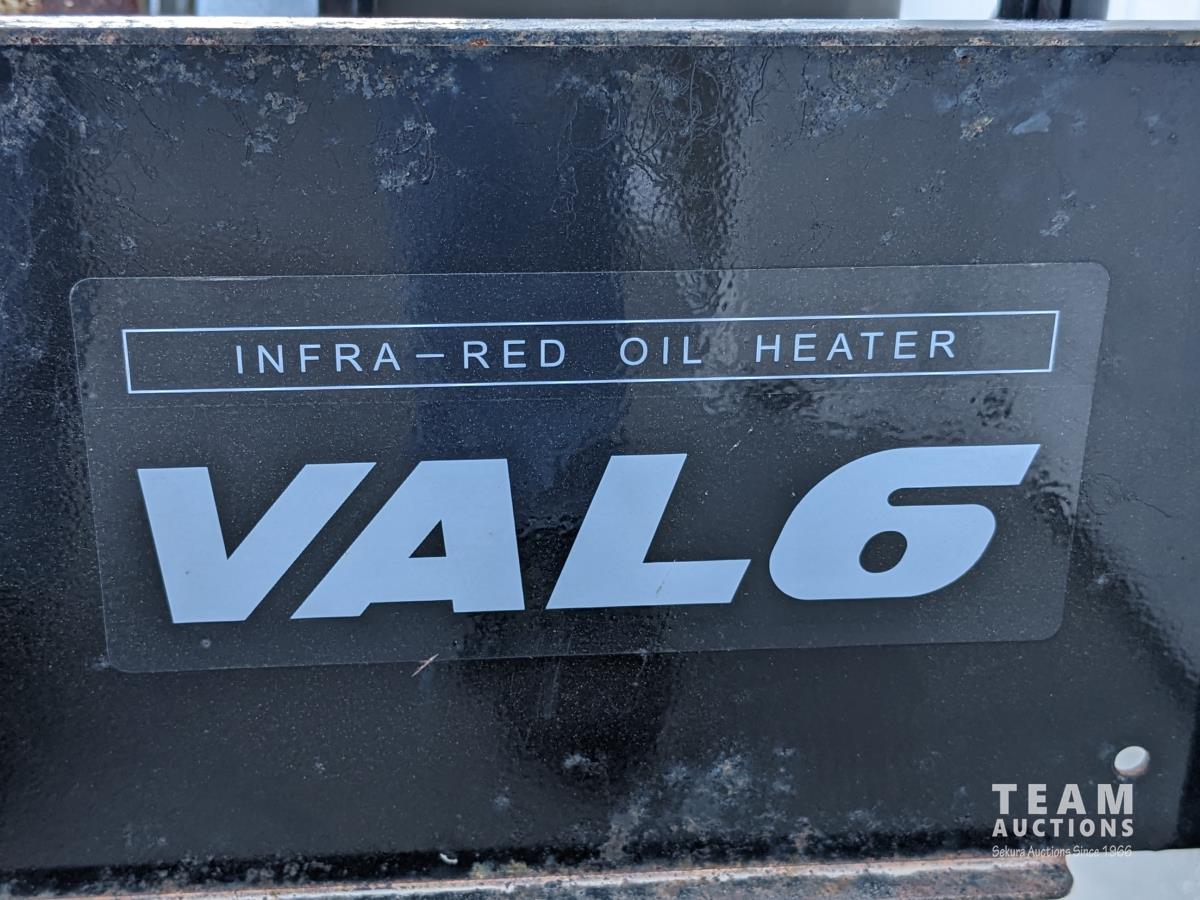 INFRA-RED OIL HEATER
VAL6
TEAM
AUCTIONS
Sekura Auctions Since 1966